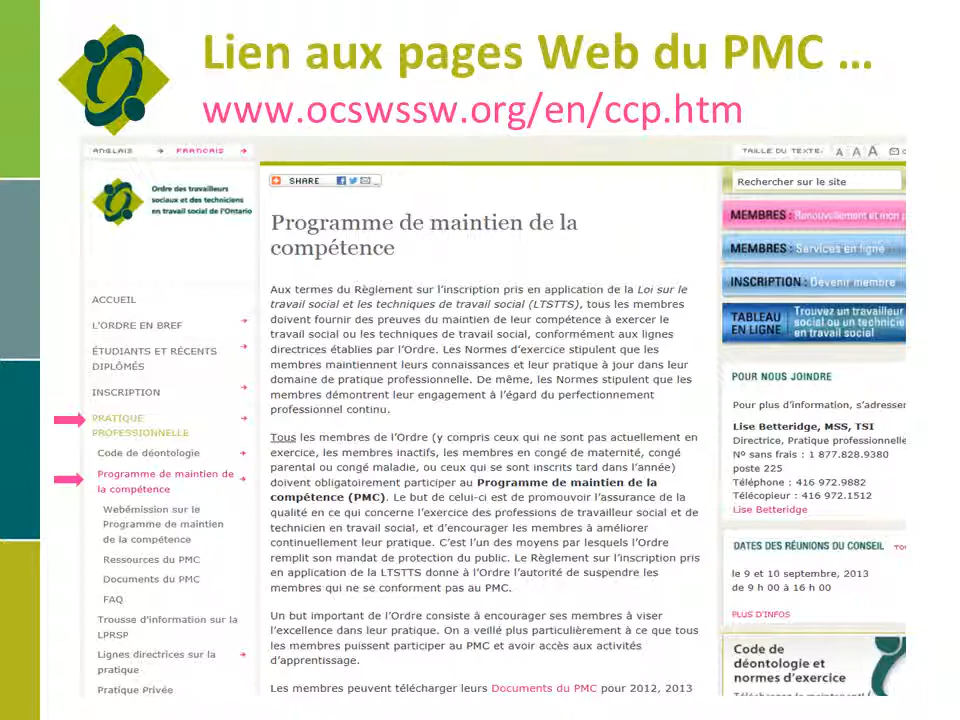 Lien aux pages Web du PMC …
www.ocswssw.org/en/ccp.htm
ANGLAIS
FRANÇAIS
TAILLE DU TEXTE: A A A
Ordre des travailleurs
sociaux et des techniciens
en travail social de l'Ontario
ACCUEIL
L'ORDRE EN BREF
ÉTUDIANTS ET RÉCENTS
DIPLÔMÉS
INSCRIPTION
PRATIQUE
PROFESSIONNELLE
Code de déontologie
Programme de maintien de
la compétence
Webémission sur le
Programme de maintien
de la compétence
Ressources du PMC
Documents du PMC
FAQ
Trousse d'information sur la
LPRSP
Lignes directrices sur la
pratique
Pratique Privée
SHARE
Programme de maintien de la
compétence
Aux termes du Règlement sur l'inscription pris en application de la Loi sur le
travail social et les techniques de travail social (LTSTTS), tous les membres
doivent fournir des preuves du maintien de leur compétence à exercer le
travail social ou les techniques de travail social, conformément aux lignes
directrices établies par l'Ordre. Les Normes d'exercice stipulent que les
membres maintiennent leurs connaissances et leur pratique à jour dans leur
domaine de pratique professionnelle. De même, les Normes stipulent que les
membres démontrent leur engagement à l'égard du perfectionnement
professionnel continu.
Tous les membres de l'Ordre (y compris ceux qui ne sont pas actuellement en
exercice, les membres inactifs, les membres en congé de maternité, congé
parental ou congé maladie, ou ceux qui se sont inscrits tard dans l'année)
doivent obligatoirement participer au Programme de maintien de la
compétence (PMC). Le but de celui-ci est de promouvoir l'assurance de la
qualité en ce qui concerne l'exercice des professions de travailleur social et de
technicien en travail social, et d'encourager les membres à améliorer
continuellement leur pratique. C'est l'un des moyens par lesquels l'Ordre
remplit son mandat de protection du public. Le Règlement sur l'inscription pris
en application de la LTSTTS donne à l'Ordre l'autorité de suspendre les
membres qui ne se conforment pas au PMC.
Un but important de l'Ordre consiste à encourager ses membres à viser
l'excellence dans leur pratique. On a veillé plus particulièrement à ce que tous
les membres puissent participer au PMC et avoir accès aux activités
d'apprentissage.
Les membres peuvent télécharger leurs Documents du PMC pour 2012, 2013
Rechercher sur le site
MEMBRES : Renouvellement et mon p
MEMBRES : Services en ligne
INSCRIPTION : Devenir membre
TABLEAU
EN LIGNE
Trouvez un travailleur
social ou un technicie
en travail social
POUR NOUS JOINDRE
Pour plus d'information, s'adresser
Lise Betteridge, MSS, TSI
Directrice, Pratique professionnelle
Nº sans frais : 1 877.828.9380
poste 225
Téléphone : 416 972.9882
Télécopieur : 416 972.1512
Lise Betteridge
DATES DES RÉUNIONS DU CONSEIL
le 9 et 10 septembre, 2013
de 9 h 00 à 16 h 00
PLUS D'INFOS
Code de
déontologie et
normes d'exercice